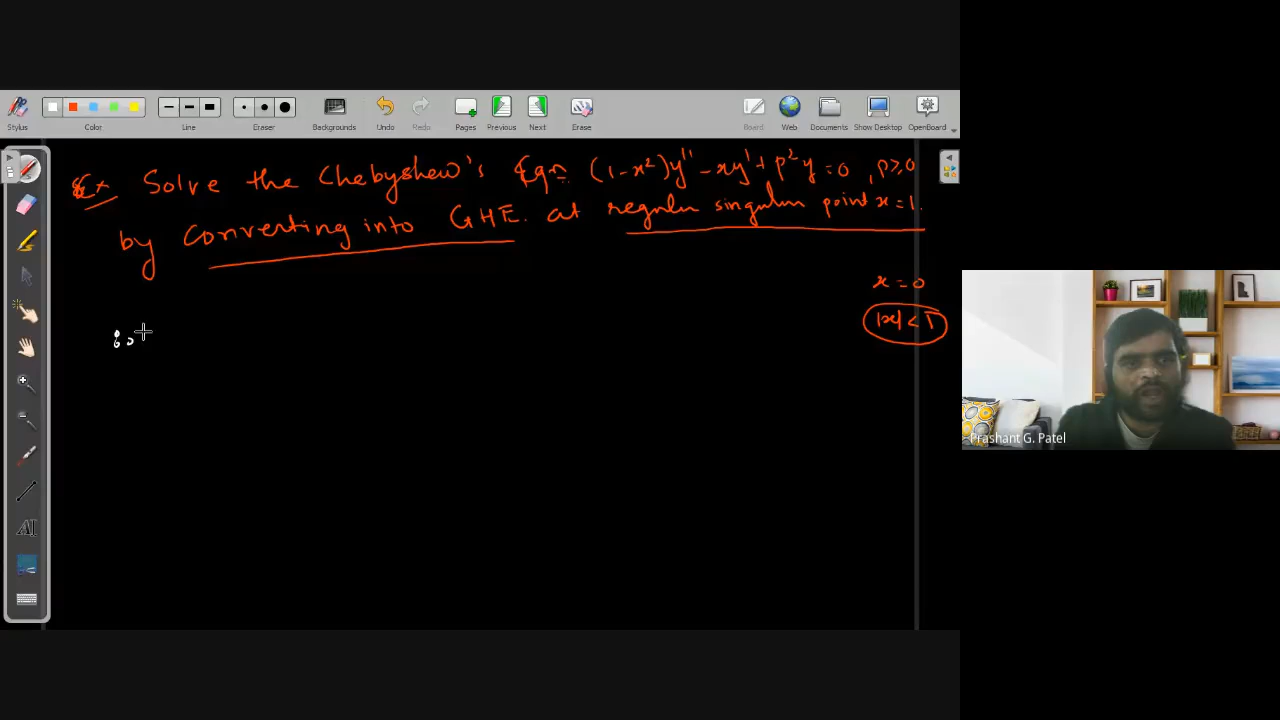 Stylus Color Line Eraser Backgrounds Undo Redo Pages Previous Next Erase Board Web Documents Show Desktop OpenBoard
Ex Solve the Chebyshew's Eqn. (1-x²)y'' - xy' + p²y = 0, p≥0
by converting into GHE. at regular singular point x = 1.
x = 0
|x| < 1
Prashant G. Patel